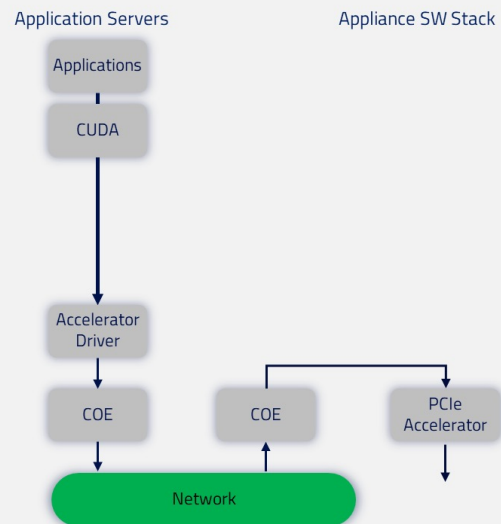 Application Servers
Appliance SW Stack
Applications
CUDA
Accelerator
Driver
COE
COE
PCIe
Accelerator
Network